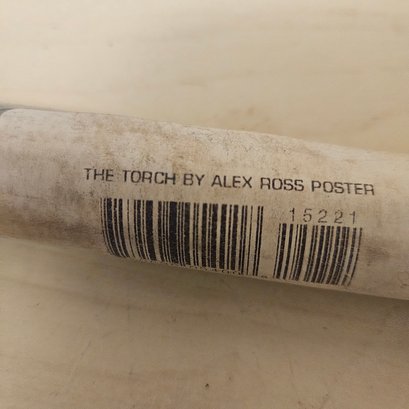 THE TORCH BY ALEX ROSS POSTER
15221